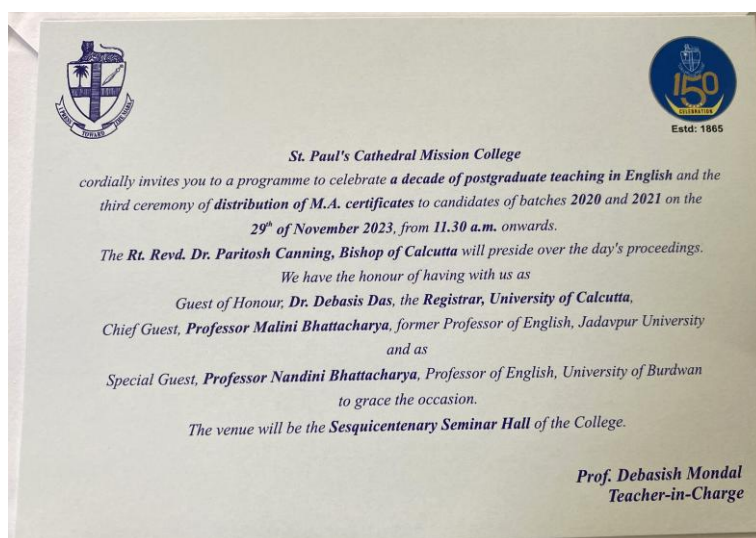 I PRESS TOWARD THE MARK
150
CELEBRATION
Estd: 1865
St. Paul's Cathedral Mission College
cordially invites you to a programme to celebrate a decade of postgraduate teaching in English and the
third ceremony of distribution of M.A. certificates to candidates of batches 2020 and 2021 on the
29th of November 2023, from 11.30 a.m. onwards.
The Rt. Revd. Dr. Paritosh Canning, Bishop of Calcutta will preside over the day's proceedings.
We have the honour of having with us as
Guest of Honour, Dr. Debasis Das, the Registrar, University of Calcutta,
Chief Guest, Professor Malini Bhattacharya, former Professor of English, Jadavpur University
and as
Special Guest, Professor Nandini Bhattacharya, Professor of English, University of Burdwan
to grace the occasion.
The venue will be the Sesquicentenary Seminar Hall of the College.
Prof. Debasish Mondal
Teacher-in-Charge